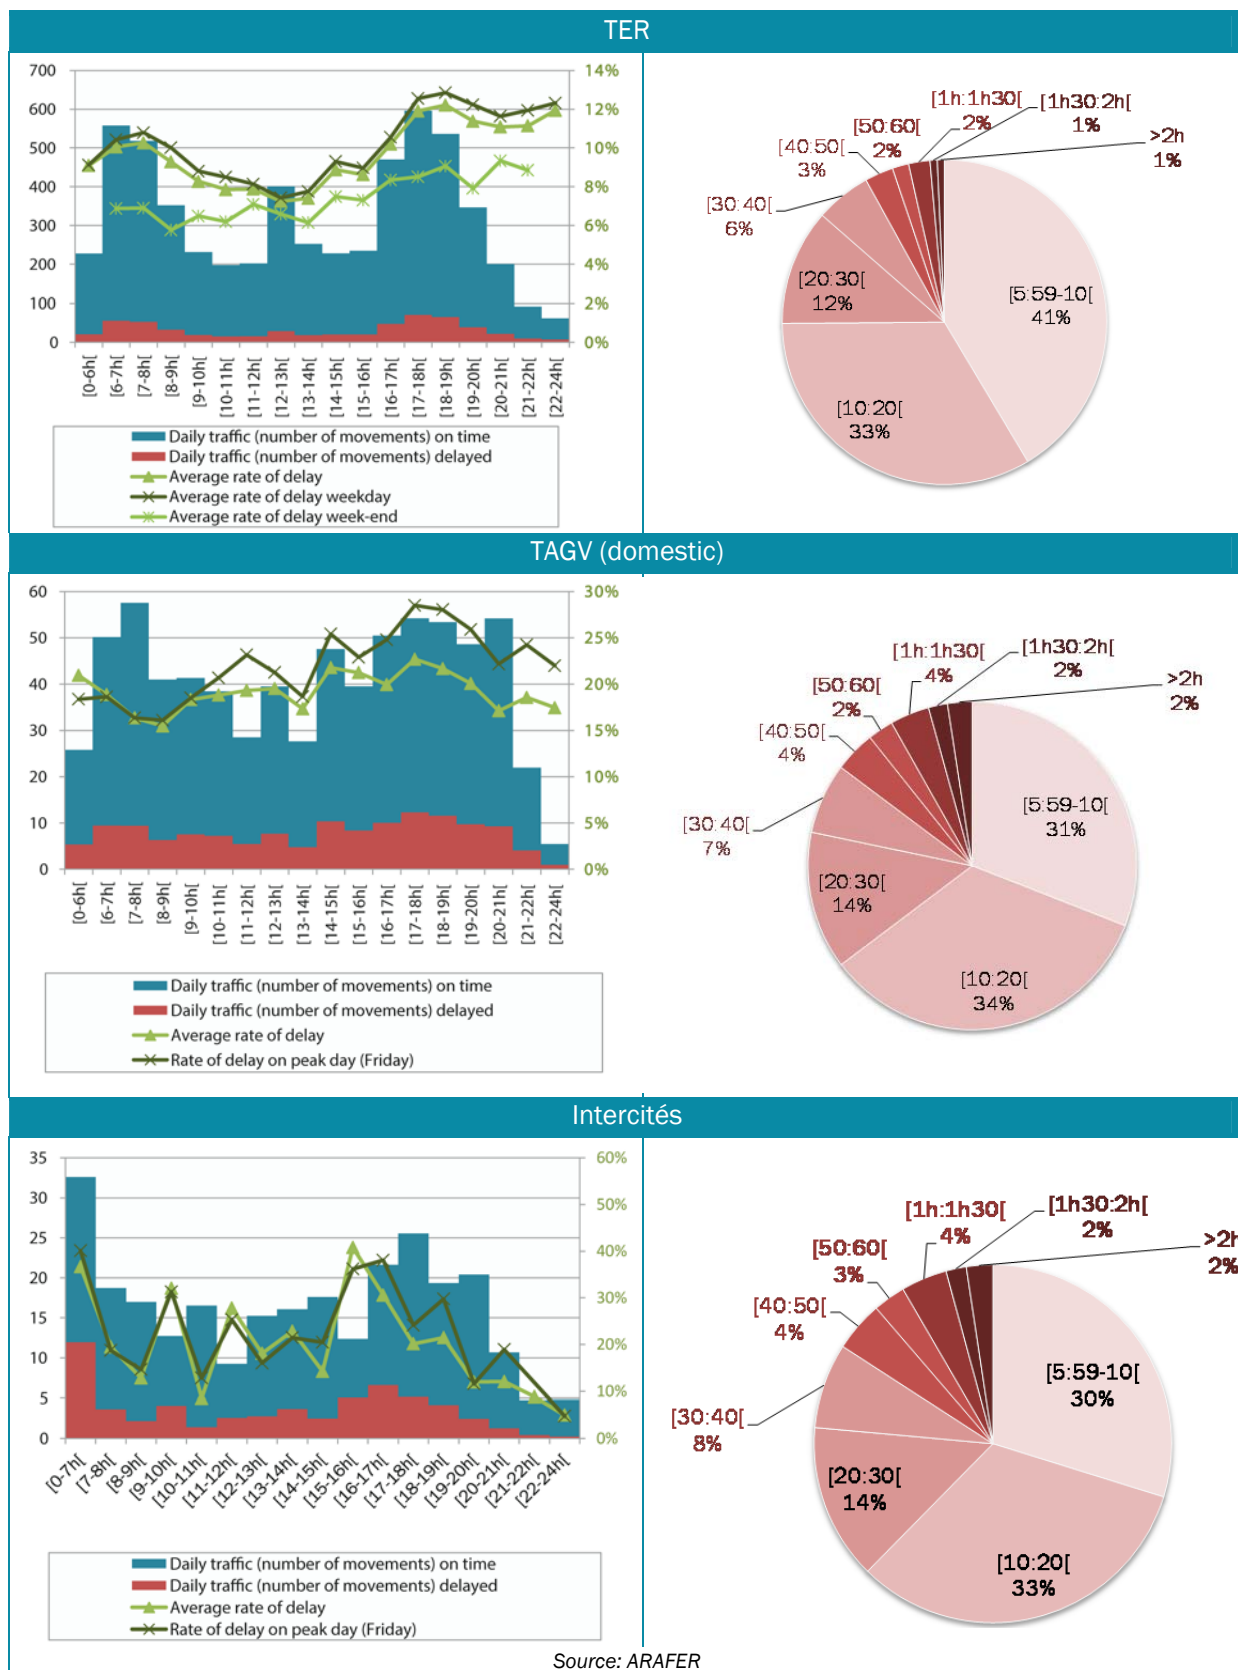 TER
700
600
500
400
300
200
100
0
14%
12%
10%
8%
6%
4%
2%
0%
[0-6h[
[6-7h[
[7-8h[
[8-9h[
[9-10h[
[10-11h[
[11-12h[
[12-13h[
[13-14h[
[14-15h[
[15-16h[
[16-17h[
[17-18h[
[18-19h[
[19-20h[
[20-21h[
[21-22h[
[22-24h[
Daily traffic (number of movements) on time
Daily traffic (number of movements) delayed
Average rate of delay
Average rate of delay weekday
Average rate of delay week-end
[1h:1h30[
2%
[1h30:2h[
1%
>2h
1%
[50:60[
2%
[40:50[
3%
[30:40[
6%
[20:30[
12%
[10:20[
33%
[5:59-10[
41%
TAGV (domestic)
60
50
40
30
20
10
0
30%
25%
20%
15%
10%
5%
0%
[0-6h[
[6-7h[
[7-8h[
[8-9h[
[9-10h[
[10-11h[
[11-12h[
[12-13h[
[13-14h[
[14-15h[
[15-16h[
[16-17h[
[17-18h[
[18-19h[
[19-20h[
[20-21h[
[21-22h[
[22-24h[
Daily traffic (number of movements) on time
Daily traffic (number of movements) delayed
Average rate of delay
Rate of delay on peak day (Friday)
[1h:1h30[
4%
[1h30:2h[
2%
>2h
2%
[50:60[
2%
[40:50[
4%
[30:40[
7%
[20:30[
14%
[10:20[
34%
[5:59-10[
31%
Intercités
35
30
25
20
15
10
5
0
60%
50%
40%
30%
20%
10%
0%
[0-7h[
[7-8h[
[8-9h[
[9-10h[
[10-11h[
[11-12h[
[12-13h[
[13-14h[
[14-15h[
[15-16h[
[16-17h[
[17-18h[
[18-19h[
[19-20h[
[20-21h[
[21-22h[
[22-24h[
Daily traffic (number of movements) on time
Daily traffic (number of movements) delayed
Average rate of delay
Rate of delay on peak day (Friday)
[1h:1h30[
4%
[1h30:2h[
2%
>2h
2%
[50:60[
3%
[40:50[
4%
[30:40[
8%
[20:30[
14%
[10:20[
33%
[5:59-10[
30%
Source: ARAFER